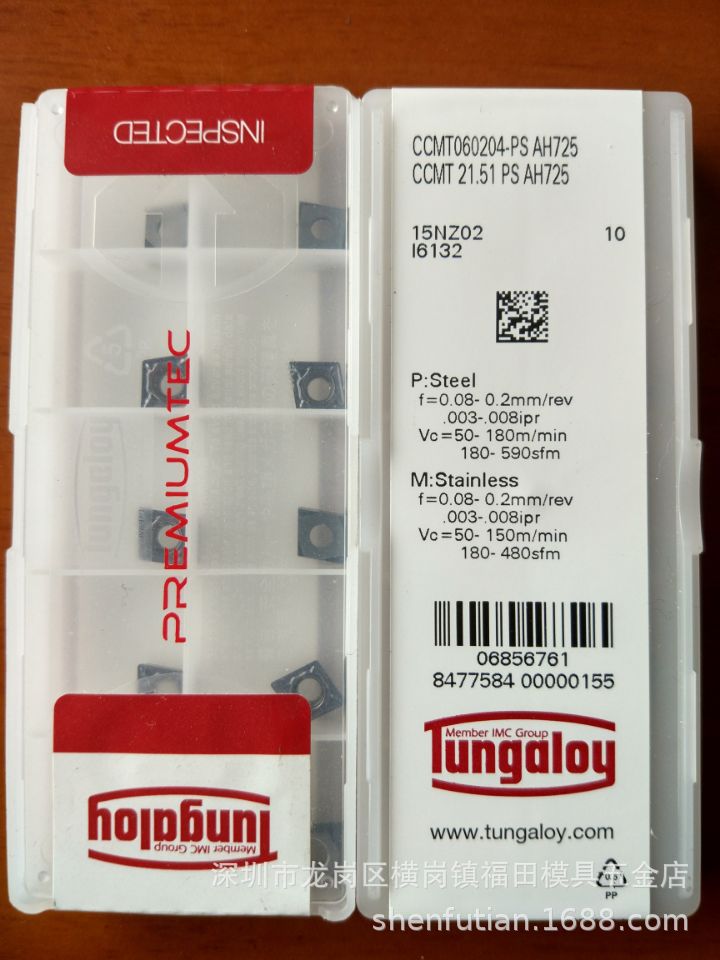 INSPECTED
PREMIUMTEC
Tungaloy
Member IMC Group
PP
Tungaloy
CCMT060204-PS AH725
CCMT 21.51 PS AH725
15NZ02 10
I6132
P:Steel
f=0.08- 0.2mm/rev
.003-.008ipr
Vc=50- 180m/min
180- 590sfm
M:Stainless
f=0.08- 0.2mm/rev
.003-.008ipr
Vc=50- 150m/min
180- 480sfm
06856761
8477584 00000155
Member IMC Group
Tungaloy
www.tungaloy.com
PP
深圳市龙岗区横岗镇福田模具五金店
shenfutian.1688.com